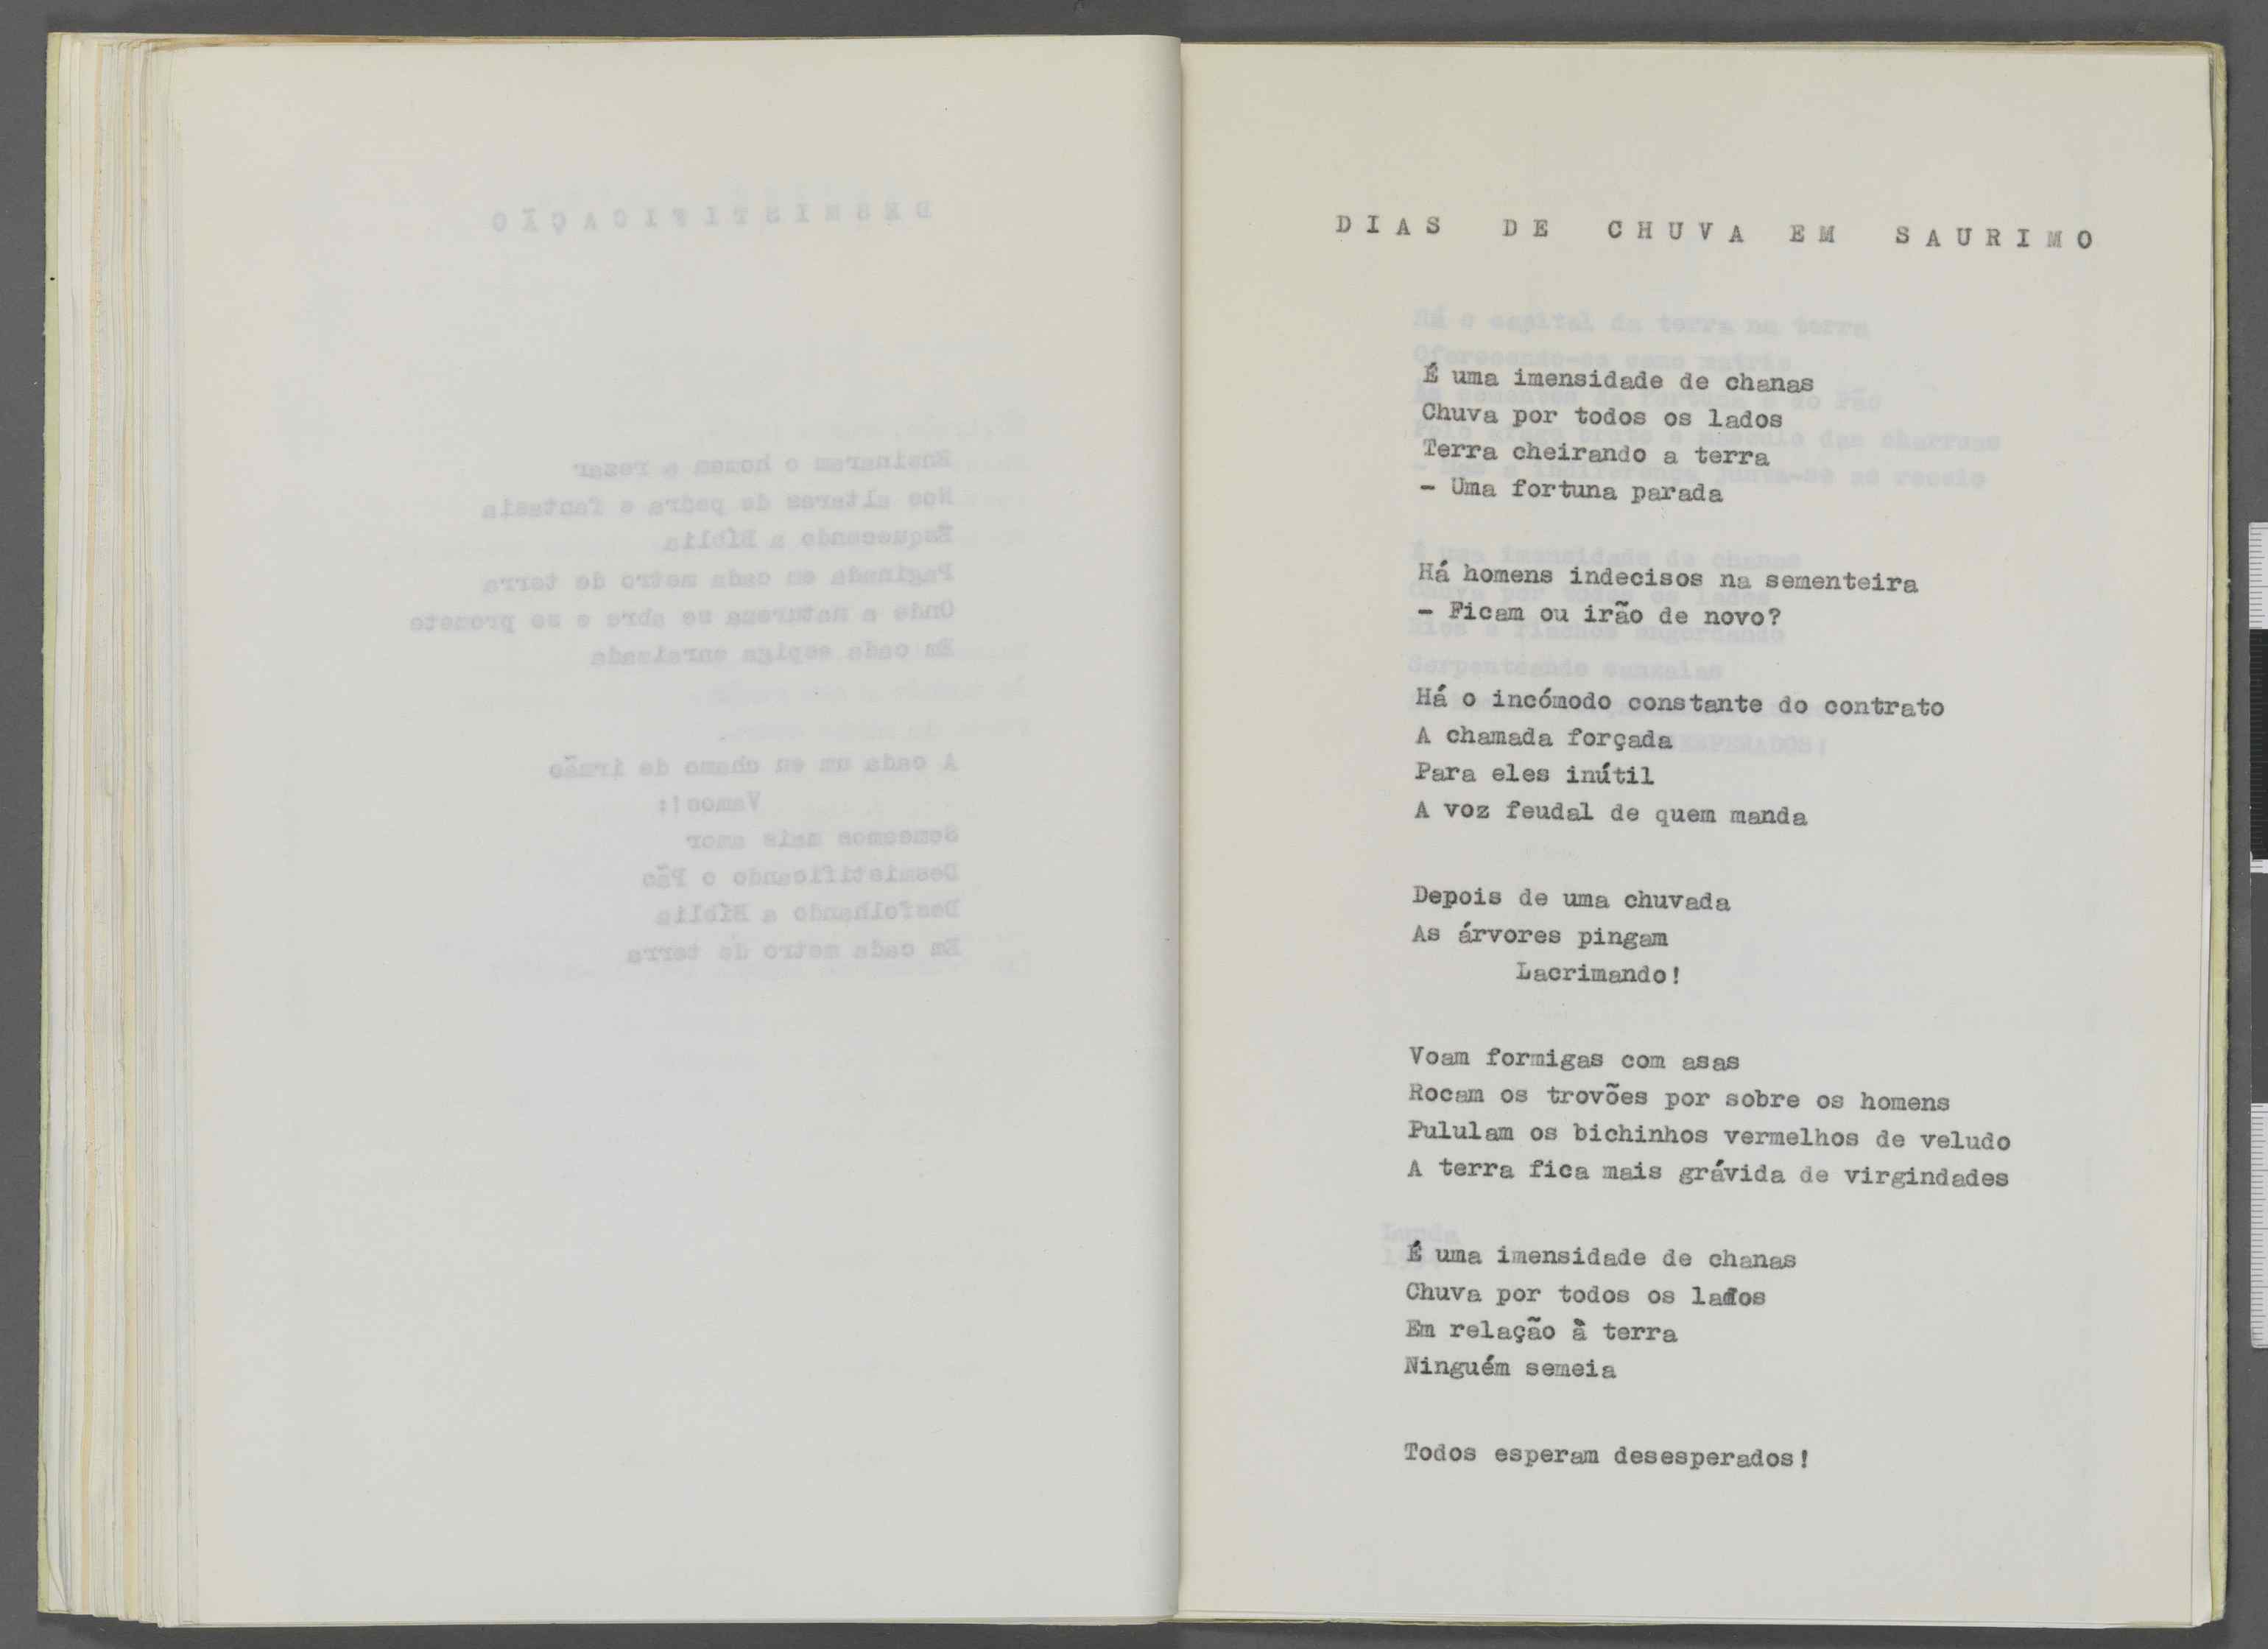 DIAS DE CHUVA EM SAURIMO
É uma imensidade de chanas
Chuva por todos os lados
Terra cheirando a terra
- Uma fortuna parada
Há homens indecisos na sementeira
- Ficam ou irão de novo?
Há o incómodo constante do contrato
A chamada forçada
Para eles inútil
A voz feudal de quem manda
Depois de uma chuvada
As árvores pingam
Lacrimando!
Voam formigas com asas
Rocam os trovões por sobre os homens
Pululam os bichinhos vermelhos de veludo
A terra fica mais grávida de virgindades
É uma imensidade de chanas
Chuva por todos os lados
Em relação à terra
Ninguém semeia
Todos esperam desesperados!